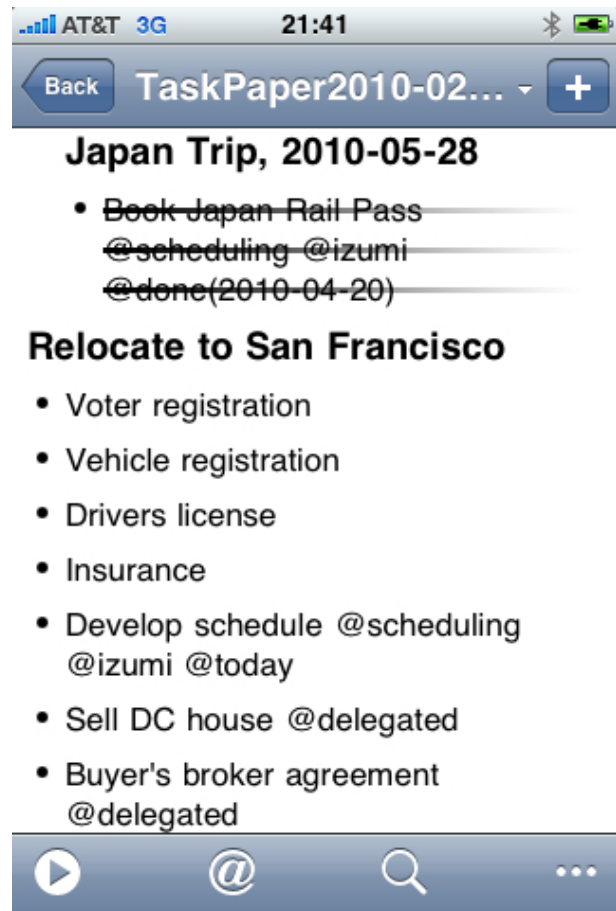 AT&T 3G 21:41
Back TaskPaper2010-02... +
Japan Trip, 2010-05-28
• Book Japan Rail Pass
@scheduling @izumi
@done(2010-04-20)
Relocate to San Francisco
• Voter registration
• Vehicle registration
• Drivers license
• Insurance
• Develop schedule @scheduling
@izumi @today
• Sell DC house @delegated
• Buyer's broker agreement
@delegated
@ •••